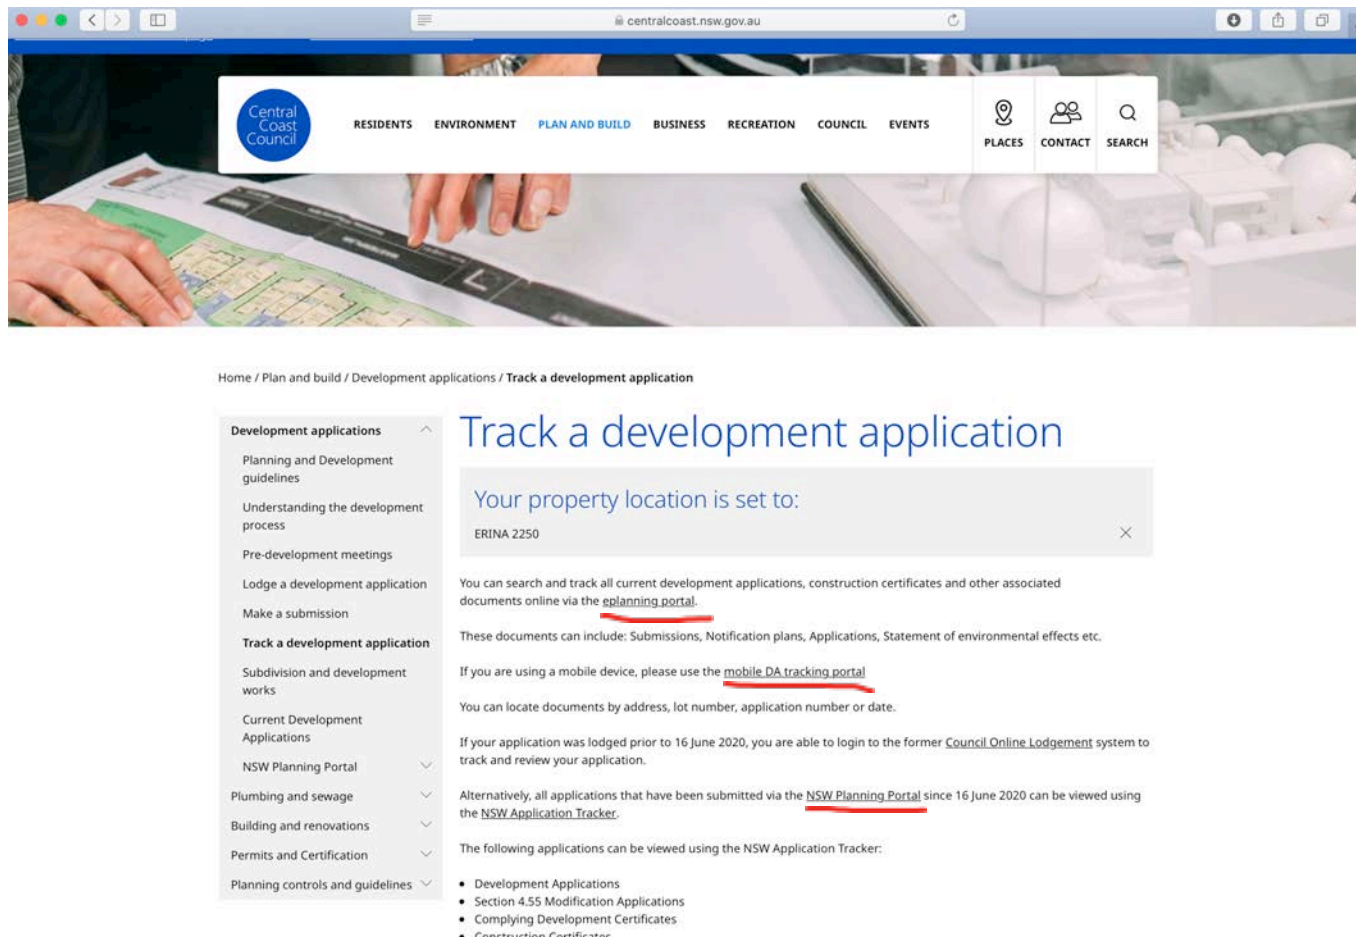 centralcoast.nsw.gov.au
Central
Coast
Council
RESIDENTS
ENVIRONMENT
PLAN AND BUILD
BUSINESS
RECREATION
COUNCIL
EVENTS
PLACES
CONTACT
SEARCH
Home / Plan and build / Development applications / Track a development application
Development applications
Planning and Development
guidelines
Understanding the development
process
Pre-development meetings
Lodge a development application
Make a submission
Track a development application
Subdivision and development
works
Current Development
Applications
NSW Planning Portal
Plumbing and sewage
Building and renovations
Permits and Certification
Planning controls and guidelines
Track a development application
Your property location is set to:
ERINA 2250
You can search and track all current development applications, construction certificates and other associated
documents online via the eplanning portal.
These documents can include: Submissions, Notification plans, Applications, Statement of environmental effects etc.
If you are using a mobile device, please use the mobile DA tracking portal
You can locate documents by address, lot number, application number or date.
If your application was lodged prior to 16 June 2020, you are able to login to the former Council Online Lodgement system to
track and review your application.
Alternatively, all applications that have been submitted via the NSW Planning Portal since 16 June 2020 can be viewed using
the NSW Application Tracker.
The following applications can be viewed using the NSW Application Tracker:
• Development Applications
• Section 4.55 Modification Applications
• Complying Development Certificates
• Construction Certificates